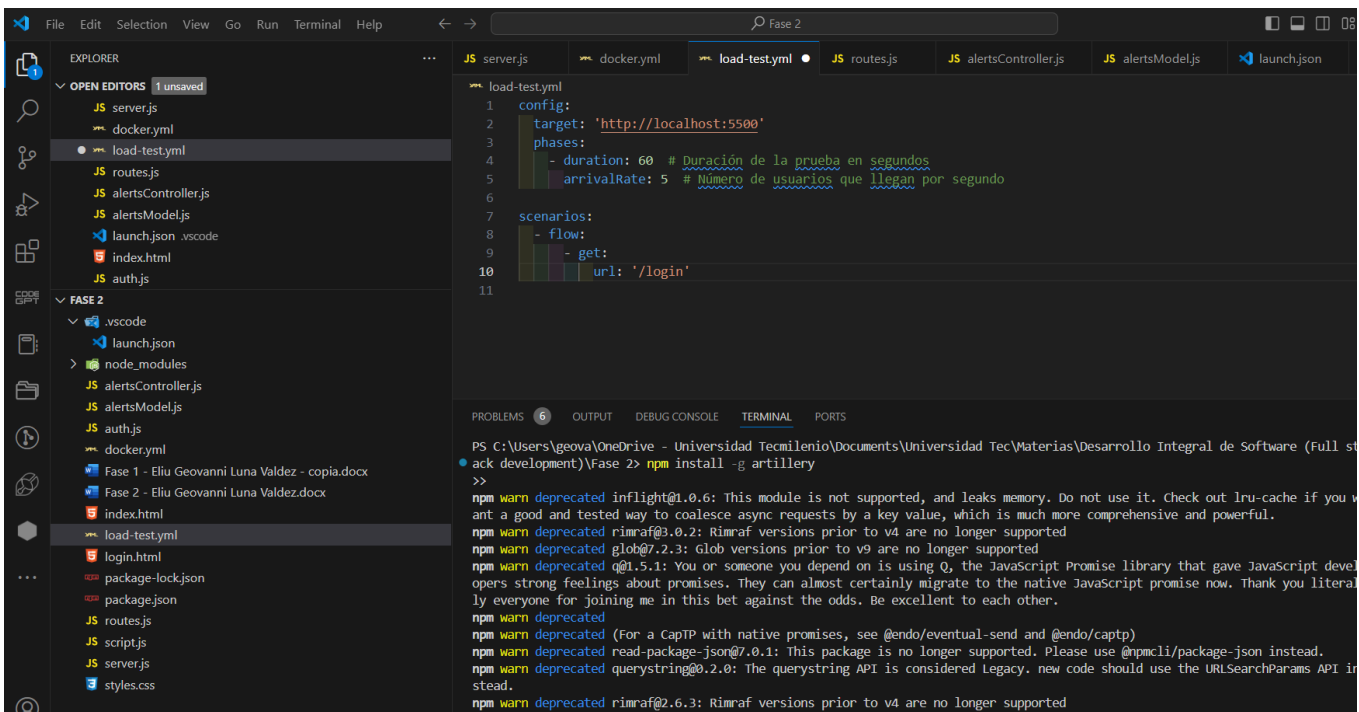 File Edit Selection View Go Run Terminal Help
Fase 2
EXPLORER
OPEN EDITORS 1 unsaved
JS server.js
docker.yml
load-test.yml
JS routes.js
JS alertsController.js
JS alertsModel.js
launch.json .vscode
index.html
JS auth.js
FASE 2
.vscode
launch.json
node_modules
JS alertsController.js
JS alertsModel.js
JS auth.js
docker.yml
Fase 1 - Eliu Geovanni Luna Valdez - copia.docx
Fase 2 - Eliu Geovanni Luna Valdez.docx
index.html
load-test.yml
login.html
package-lock.json
package.json
JS routes.js
JS script.js
JS server.js
styles.css
1
CODE
GPT
JS server.js docker.yml load-test.yml JS routes.js JS alertsController.js JS alertsModel.js launch.json
load-test.yml
1 config:
2 target: 'http://localhost:5500'
3 phases:
4 - duration: 60 # Duración de la prueba en segundos
5 arrivalRate: 5 # Número de usuarios que llegan por segundo
6
7 scenarios:
8 - flow:
9 - get:
10 url: '/login'
11
PROBLEMS 6 OUTPUT DEBUG CONSOLE TERMINAL PORTS
PS C:\Users\geova\OneDrive - Universidad Tecmilenio\Documents\Universidad Tec\Materias\Desarrollo Integral de Software (Full st
ack development)\Fase 2> npm install -g artillery
>>
npm warn deprecated inflight@1.0.6: This module is not supported, and leaks memory. Do not use it. Check out lru-cache if you w
ant a good and tested way to coalesce async requests by a key value, which is much more comprehensive and powerful.
npm warn deprecated rimraf@3.0.2: Rimraf versions prior to v4 are no longer supported
npm warn deprecated glob@7.2.3: Glob versions prior to v9 are no longer supported
npm warn deprecated q@1.5.1: You or someone you depend on is using Q, the JavaScript Promise library that gave JavaScript devel
opers strong feelings about promises. They can almost certainly migrate to the native JavaScript promise now. Thank you literal
ly everyone for joining me in this bet against the odds. Be excellent to each other.
npm warn deprecated
npm warn deprecated (For a CapTP with native promises, see @endo/eventual-send and @endo/captp)
npm warn deprecated read-package-json@7.0.1: This package is no longer supported. Please use @npmcli/package-json instead.
npm warn deprecated querystring@0.2.0: The querystring API is considered Legacy. new code should use the URLSearchParams API in
stead.
npm warn deprecated rimraf@2.6.3: Rimraf versions prior to v4 are no longer supported